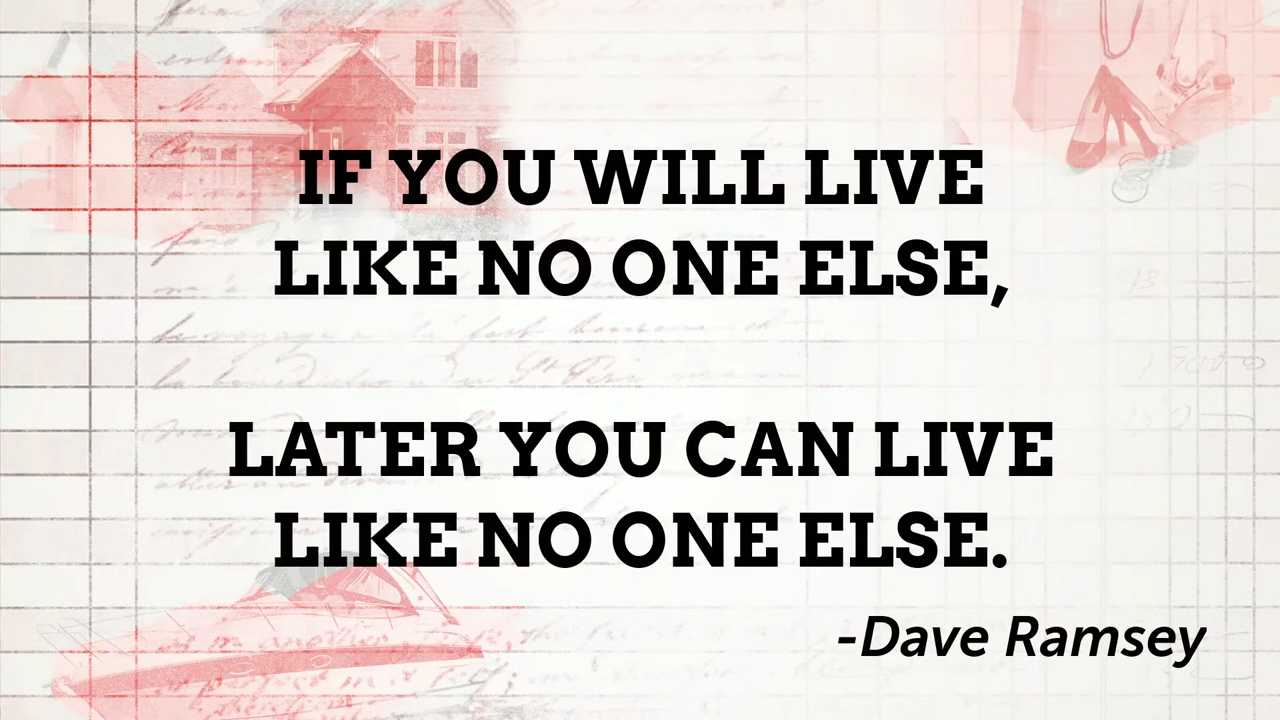 IF YOU WILL LIVE
LIKE NO ONE ELSE,
LATER YOU CAN LIVE
LIKE NO ONE ELSE.
-Dave Ramsey